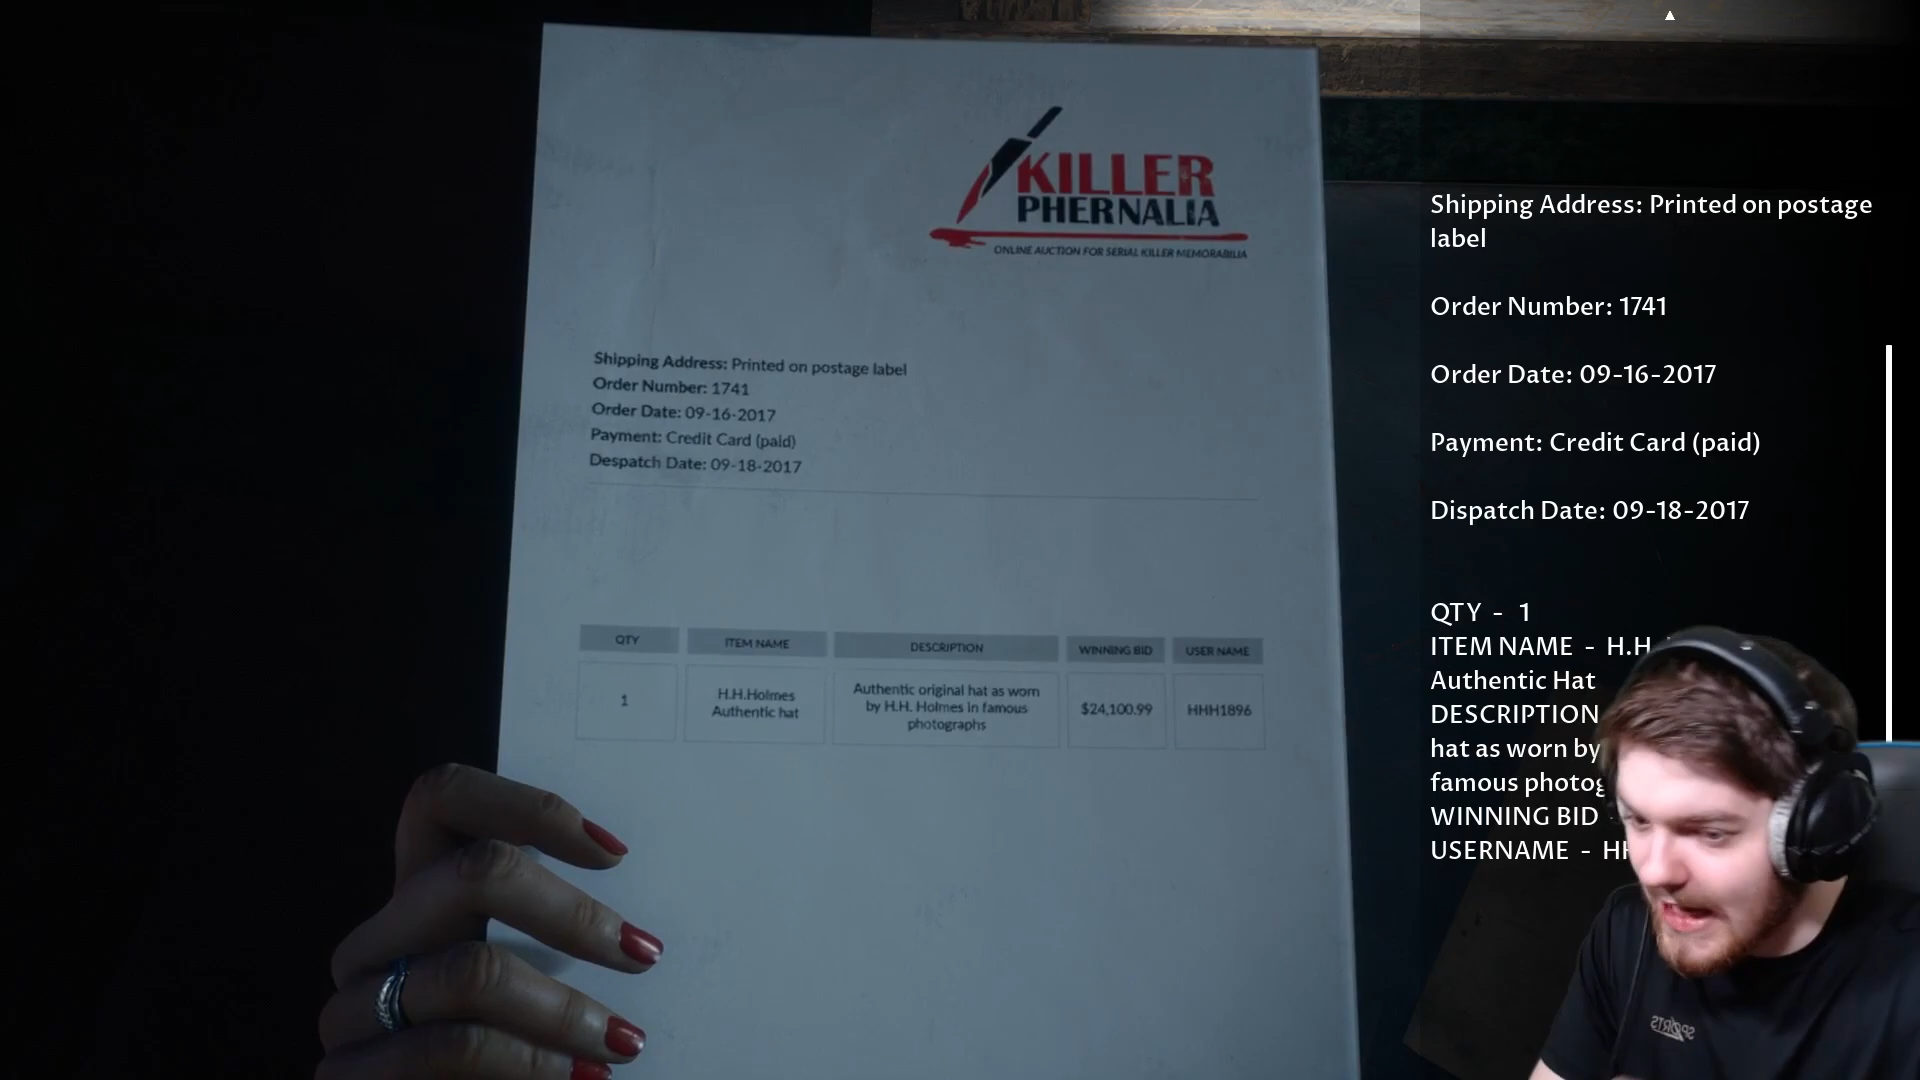 KILLER
PHERNALIA
ONLINE AUCTION FOR SERIAL KILLER MEMORABILIA
Shipping Address: Printed on postage label
Order Number: 1741
Order Date: 09-16-2017
Payment: Credit Card (paid)
Despatch Date: 09-18-2017
QTY ITEM NAME DESCRIPTION WINNING BID USER NAME
1 H.H.Holmes Authentic hat Authentic original hat as worn by H.H. Holmes in famous photographs $24,100.99 HHH1896
Shipping Address: Printed on postage
label
Order Number: 1741
Order Date: 09-16-2017
Payment: Credit Card (paid)
Dispatch Date: 09-18-2017
QTY - 1
ITEM NAME - H.H.
Authentic Hat
DESCRIPTION
hat as worn by
famous
WINNING BID
USERNAME -
SPORTS